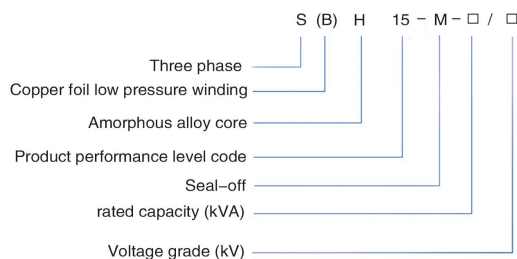 S (B) H 15 – M – □ / □
Three phase
Copper foil low pressure winding
Amorphous alloy core
Product performance level code
Seal–off
rated capacity (kVA)
Voltage grade (kV)